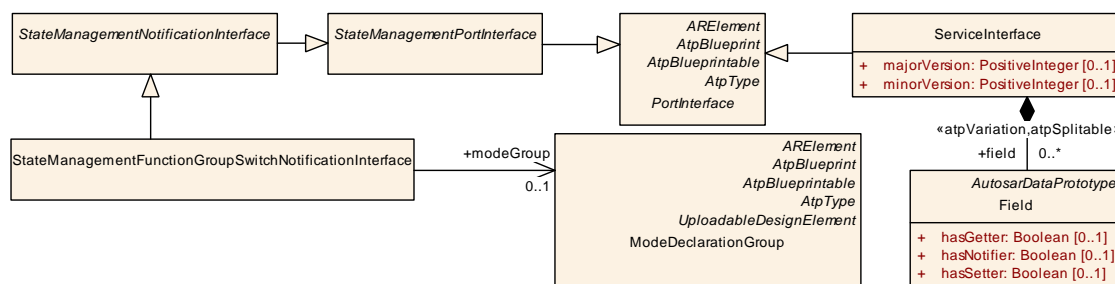 StateManagementNotificationInterface
StateManagementPortInterface
ARElement
AtpBlueprint
AtpBlueprintable
AtpType
PortInterface
ServiceInterface
+ majorVersion: PositiveInteger [0..1]
+ minorVersion: PositiveInteger [0..1]
StateManagementFunctionGroupSwitchNotificationInterface
+modeGroup
0..1
ARElement
AtpBlueprint
AtpBlueprintable
AtpType
UploadableDesignElement
ModeDeclarationGroup
«atpVariation,atpSplitable»
+field 0..*
AutosarDataPrototype
Field
+ hasGetter: Boolean [0..1]
+ hasNotifier: Boolean [0..1]
+ hasSetter: Boolean [0..1]